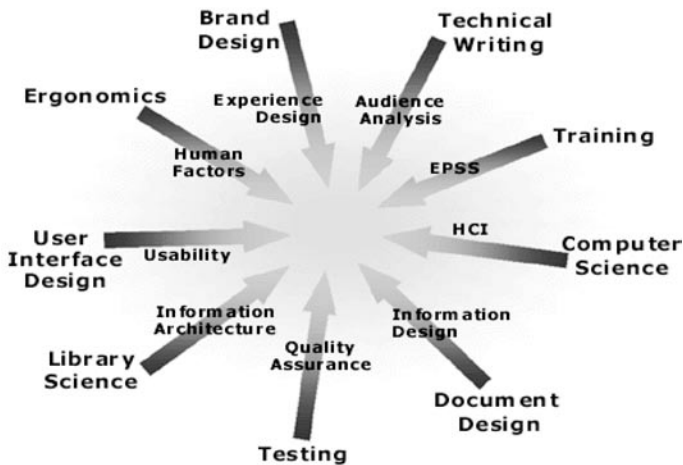 Brand
Design
Technical
Writing
Ergonomics
Experience
Design
Audience
Analysis
Training
Human
Factors
EPSS
User
Interface
Design
Usability
HCI
Computer
Science
Information
Architecture
Information
Design
Library
Science
Quality
Assurance
Document
Design
Testing